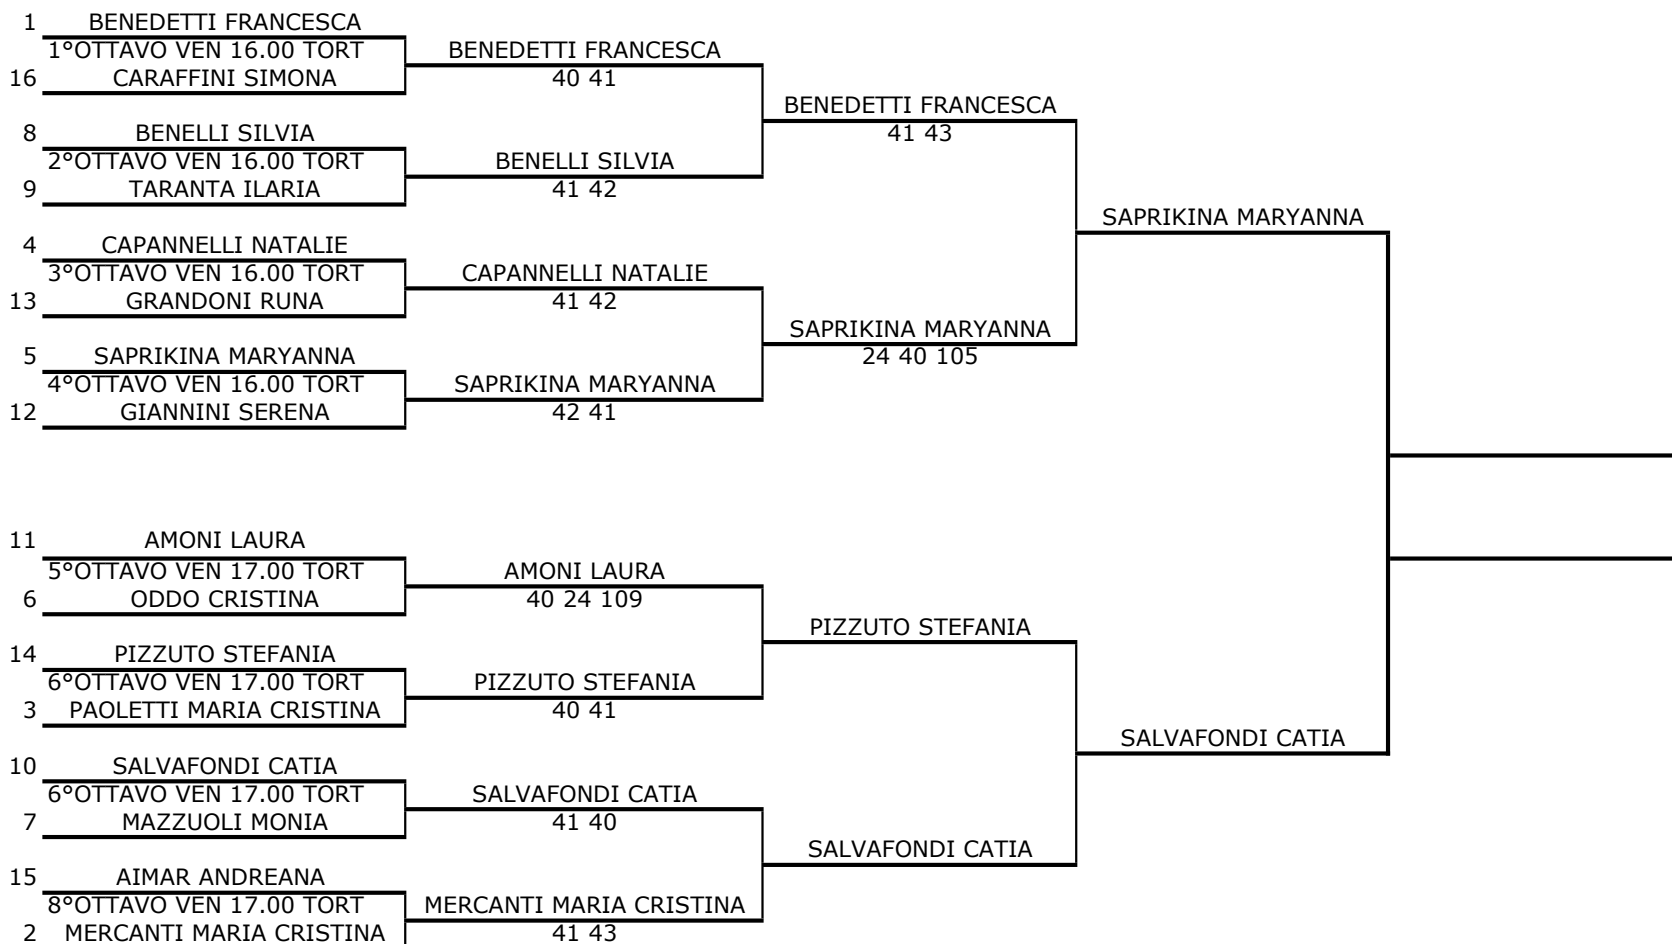 1 BENEDETTI FRANCESCA
1°OTTAVO VEN 16.00 TORT
16 CARAFFINI SIMONA
8 BENELLI SILVIA
2°OTTAVO VEN 16.00 TORT
9 TARANTA ILARIA
4 CAPANNELLI NATALIE
3°OTTAVO VEN 16.00 TORT
13 GRANDONI RUNA
5 SAPRIKINA MARYANNA
4°OTTAVO VEN 16.00 TORT
12 GIANNINI SERENA
11 AMONI LAURA
5°OTTAVO VEN 17.00 TORT
6 ODDO CRISTINA
14 PIZZUTO STEFANIA
6°OTTAVO VEN 17.00 TORT
3 PAOLETTI MARIA CRISTINA
10 SALVAFONDI CATIA
6°OTTAVO VEN 17.00 TORT
7 MAZZUOLI MONIA
15 AIMAR ANDREANA
8°OTTAVO VEN 17.00 TORT
2 MERCANTI MARIA CRISTINA
BENEDETTI FRANCESCA
40 41
BENELLI SILVIA
41 42
CAPANNELLI NATALIE
41 42
SAPRIKINA MARYANNA
42 41
AMONI LAURA
40 24 109
PIZZUTO STEFANIA
40 41
SALVAFONDI CATIA
41 40
MERCANTI MARIA CRISTINA
41 43
BENEDETTI FRANCESCA
41 43
SAPRIKINA MARYANNA
24 40 105
PIZZUTO STEFANIA
SALVAFONDI CATIA
SAPRIKINA MARYANNA
SALVAFONDI CATIA